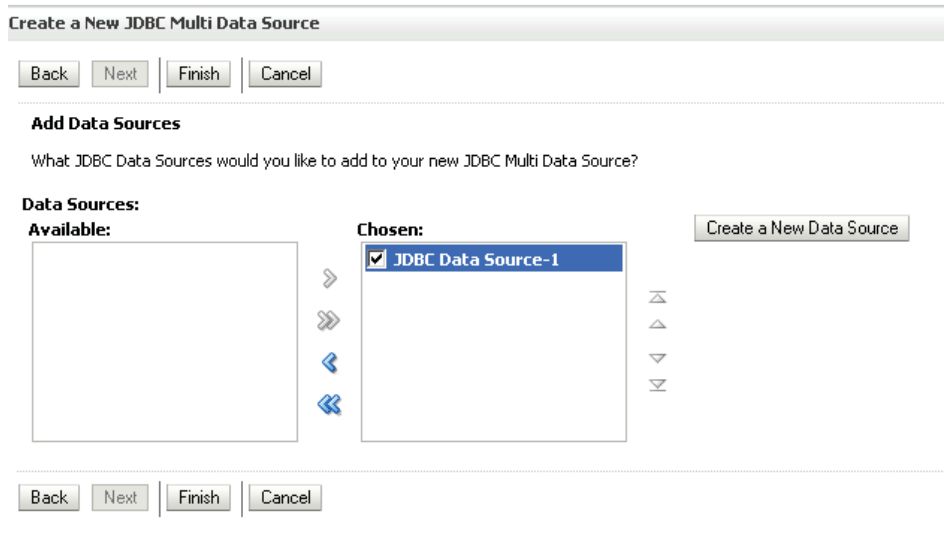 Create a New JDBC Multi Data Source
Back Next Finish Cancel
Add Data Sources
What JDBC Data Sources would you like to add to your new JDBC Multi Data Source?
Data Sources:
Available: Chosen: Create a New Data Source
JDBC Data Source-1
Back Next Finish Cancel